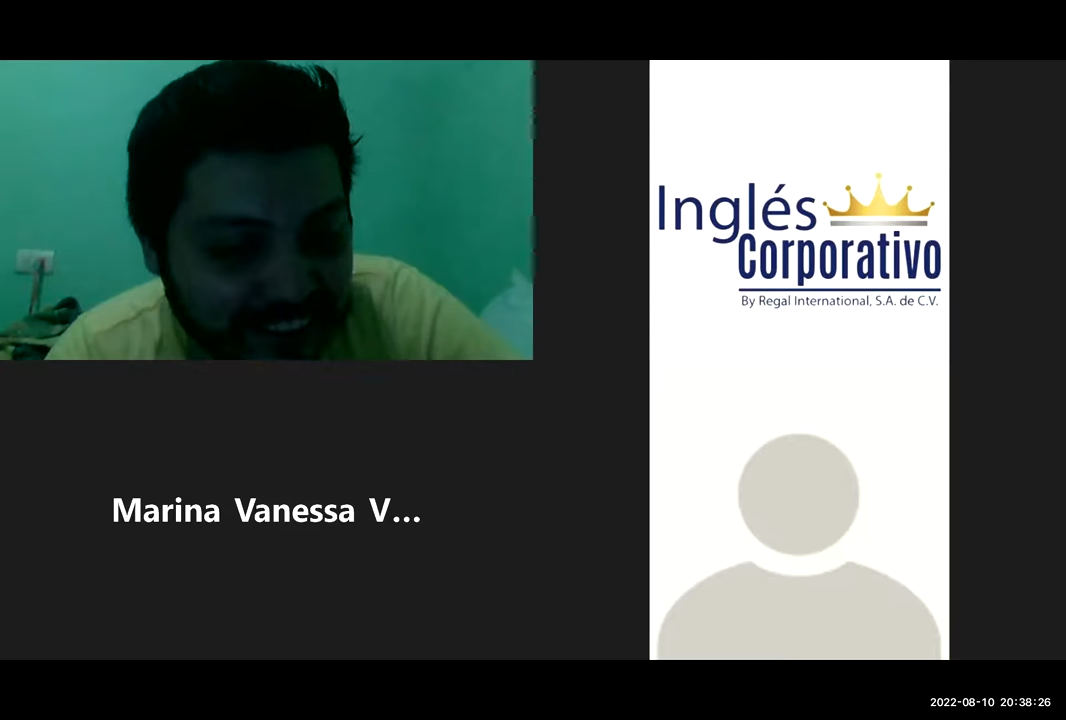 Inglés
Corporativo
By Regal International, S.A. de C.V.
Marina Vanessa V...
2022-08-10 20:38:26